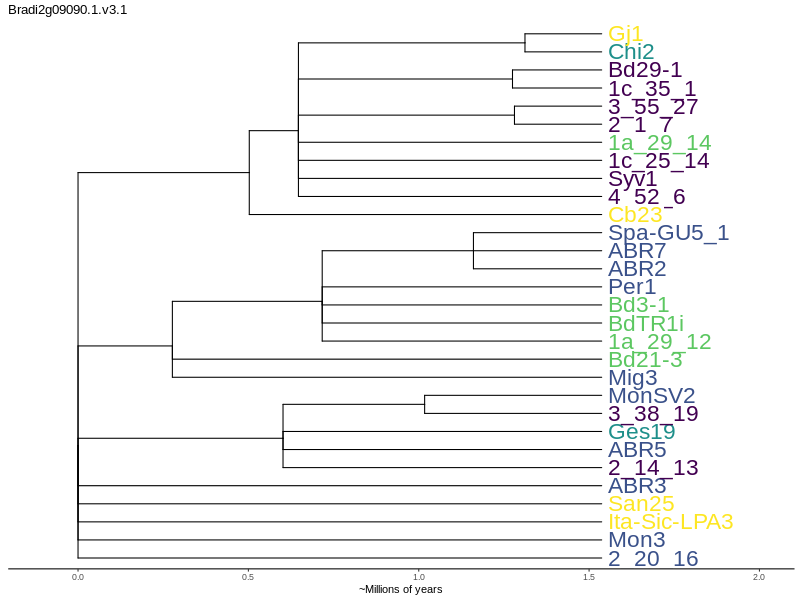 Bradi2g09090.1.v3.1
Gj1
Chi2
Bd29-1
1c_35_1
3_55_27
2_1_7
1a_29_14
1c_25_14
Syv1
4_52_6
Cb23
Spa-GU5_1
ABR7
ABR2
Per1
Bd3-1
BdTR1i
1a_29_12
Bd21-3
Mig3
MonSV2
3_38_19
Ges19
ABR5
2_14_13
ABR3
San25
Ita-Sic-LPA3
Mon3
2_20_16
0.0 0.5 1.0 1.5 2.0
~Millions of years